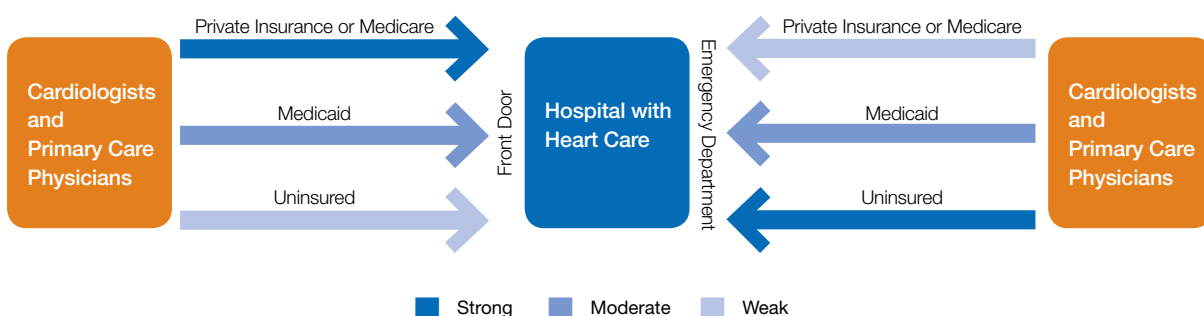 Private Insurance or Medicare
Cardiologists
and
Primary Care
Physicians
Medicaid
Uninsured
Front Door
Hospital with
Heart Care
Emergency Department
Private Insurance or Medicare
Medicaid
Uninsured
Cardiologists
and
Primary Care
Physicians
Strong
Moderate
Weak